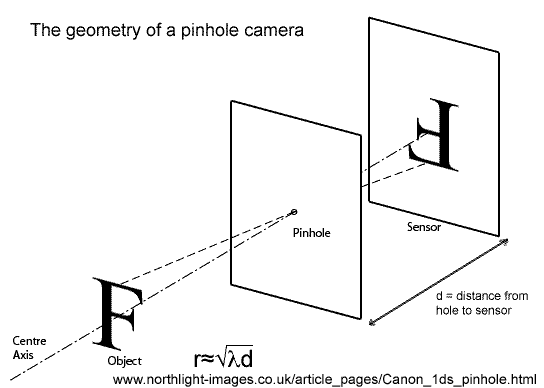 The geometry of a pinhole camera
Pinhole
Sensor
d = distance from
hole to sensor
F
F
Centre
Axis
Object
r≈√λd
www.northlight-images.co.uk/article_pages/Canon_1ds_pinhole.html